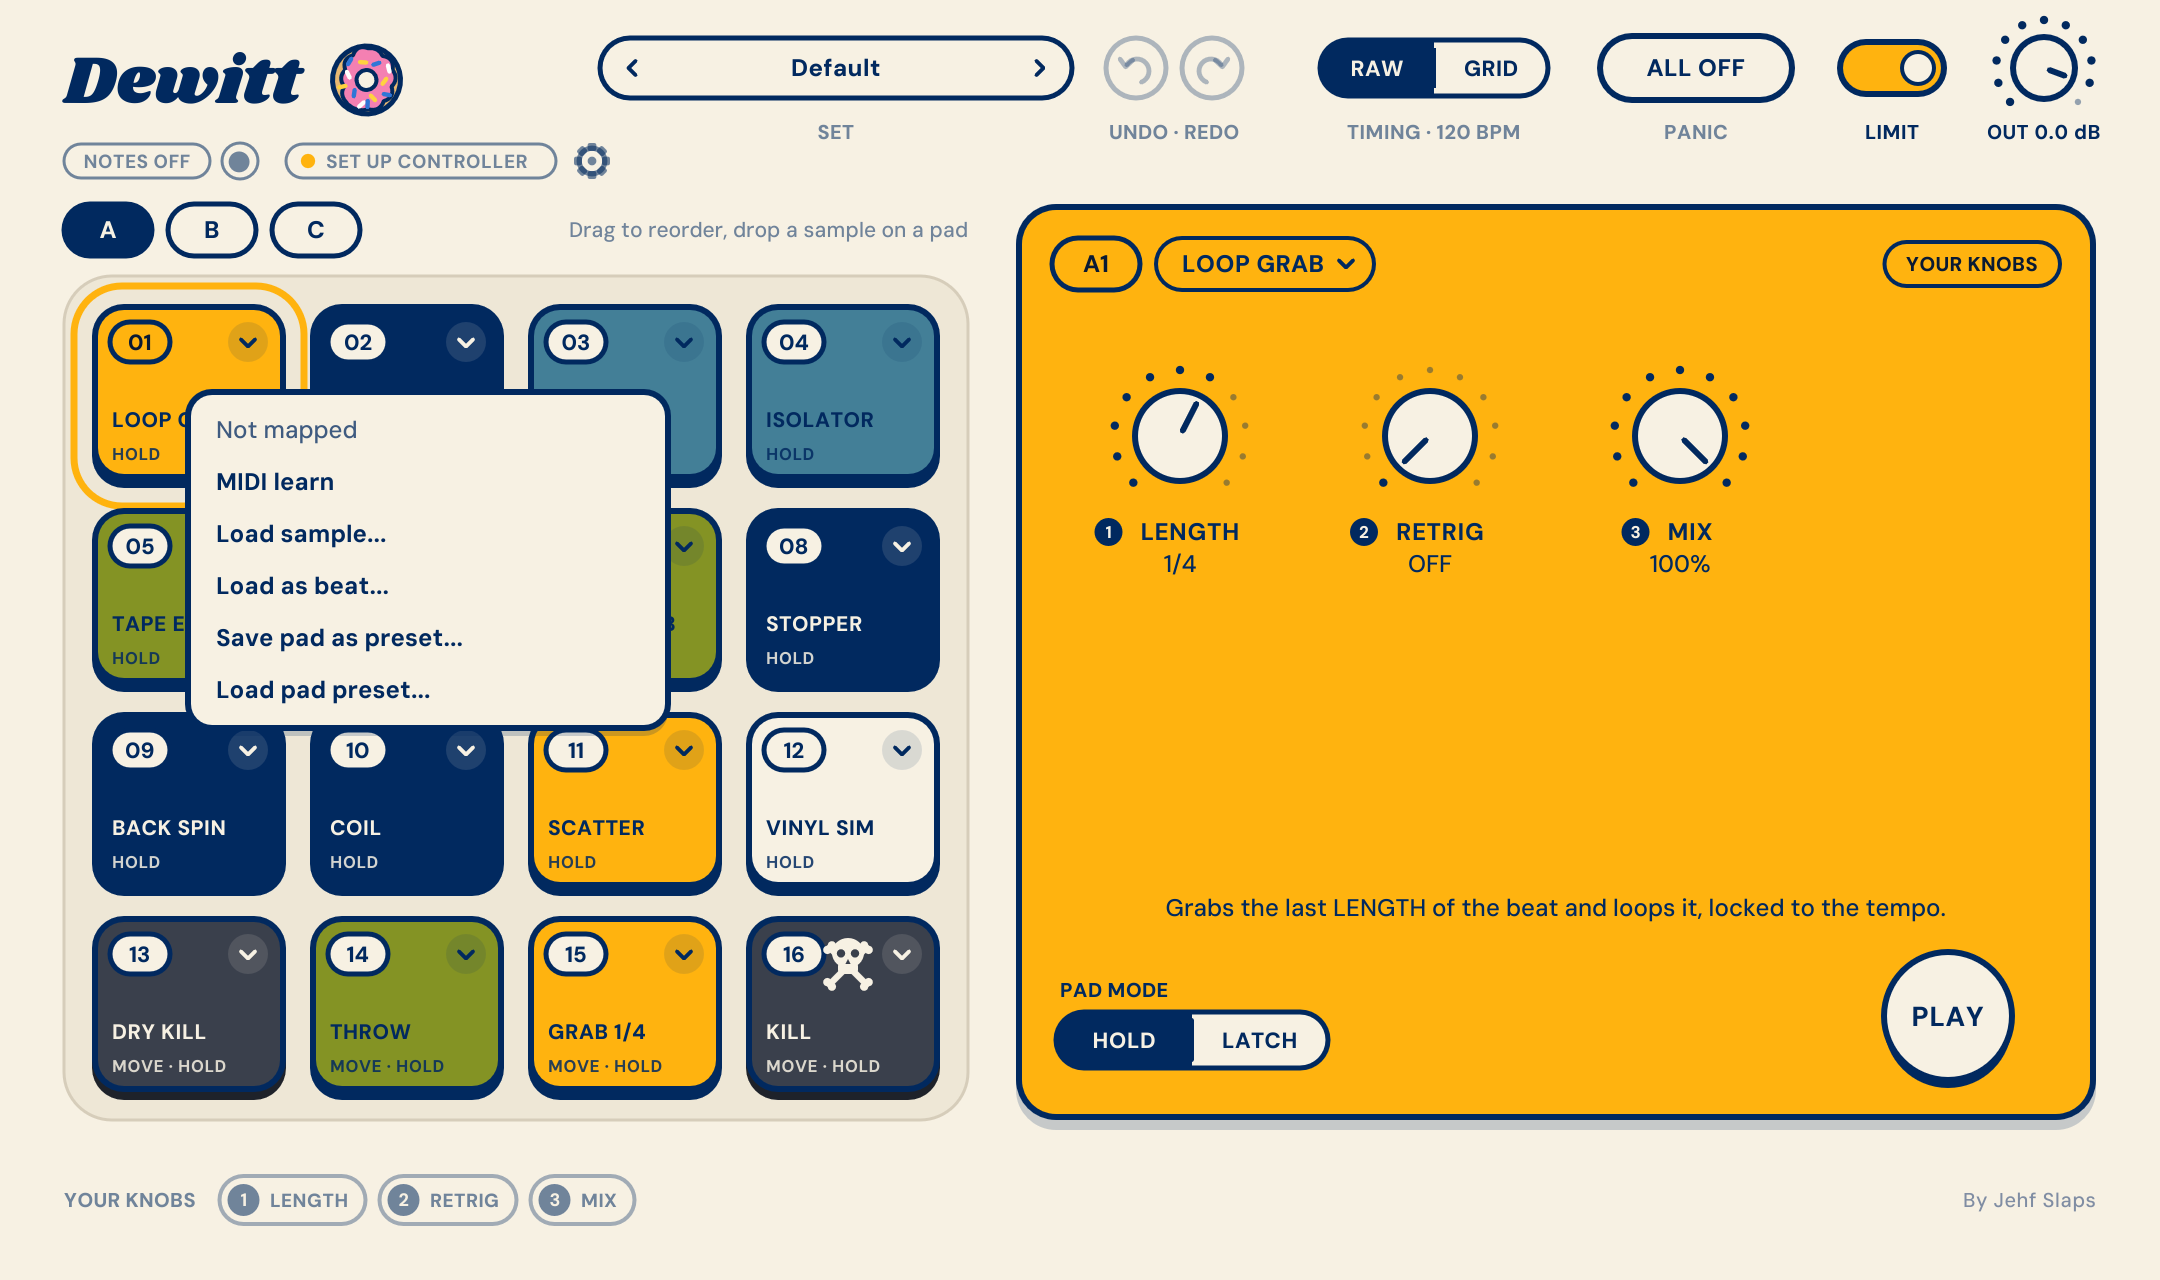 Dewitt
Default
RAW GRID
ALL OFF
SET
UNDO · REDO
TIMING · 120 BPM
PANIC
LIMIT
OUT 0.0 dB
NOTES OFF
SET UP CONTROLLER
A B C
Drag to reorder, drop a sample on a pad
01
02
03
04
LOOP
HOLD
ISOLATOR
HOLD
Not mapped
MIDI learn
Load sample...
Load as beat...
Save pad as preset...
Load pad preset...
05
TAPE
HOLD
08
STOPPER
HOLD
09
BACK SPIN
HOLD
10
COIL
HOLD
11
SCATTER
HOLD
12
VINYL SIM
HOLD
13
DRY KILL
MOVE · HOLD
14
THROW
MOVE · HOLD
15
GRAB 1/4
MOVE · HOLD
16
KILL
MOVE · HOLD
A1
LOOP GRAB
YOUR KNOBS
1 LENGTH
1/4
2 RETRIG
OFF
3 MIX
100%
Grabs the last LENGTH of the beat and loops it, locked to the tempo.
PAD MODE
HOLD LATCH
PLAY
YOUR KNOBS
1 LENGTH
2 RETRIG
3 MIX
By Jehf Slaps